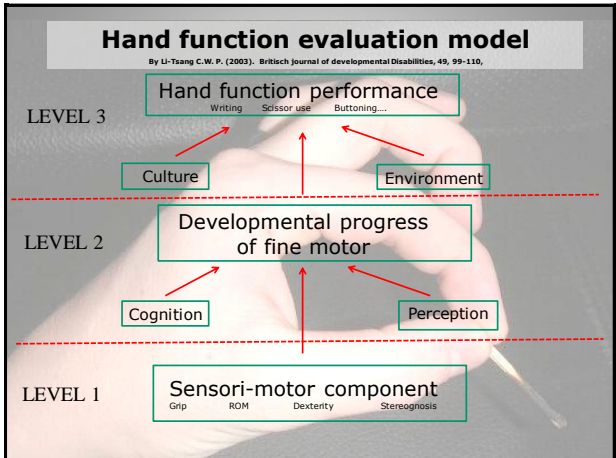 Hand function evaluation model
By Li-Tsang C.W. P. (2003). Britisch journal of developmental Disabilities, 49, 99-110,
Hand function performance
Writing Scissor use Buttoning....
LEVEL 3
Culture Environment
Developmental progress
of fine motor
LEVEL 2
Cognition Perception
Sensori-motor component
Grip ROM Dexterity Stereognosis
LEVEL 1